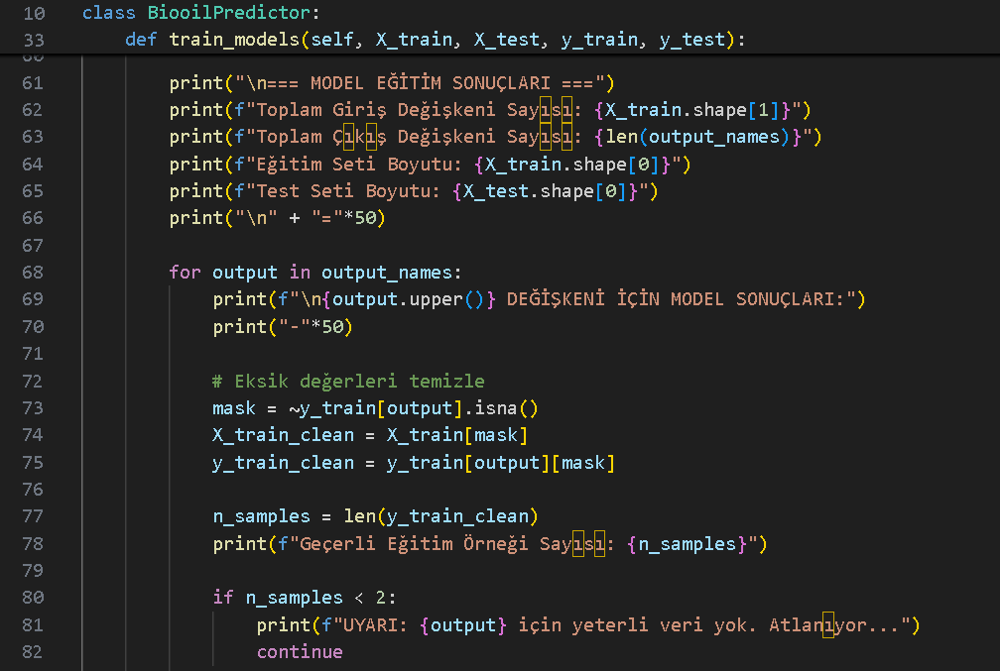 10 class BiooilPredictor:
33 def train_models(self, X_train, X_test, y_train, y_test):
60
61 print("\n=== MODEL EĞİTİM SONUÇLARI ===")
62 print(f"Toplam Giriş Değişkeni Sayısı: {X_train.shape[1]}")
63 print(f"Toplam Çıkış Değişkeni Sayısı: {len(output_names)}")
64 print(f"Eğitim Seti Boyutu: {X_train.shape[0]}")
65 print(f"Test Seti Boyutu: {X_test.shape[0]}")
66 print("\n" + "="*50)
67
68 for output in output_names:
69 print(f"\n{output.upper()} DEĞİŞKENİ İÇİN MODEL SONUÇLARI:")
70 print("-"*50)
71
72 # Eksik değerleri temizle
73 mask = ~y_train[output].isna()
74 X_train_clean = X_train[mask]
75 y_train_clean = y_train[output][mask]
76
77 n_samples = len(y_train_clean)
78 print(f"Geçerli Eğitim Örneği Sayısı: {n_samples}")
79
80 if n_samples < 2:
81 print(f"UYARI: {output} için yeterli veri yok. Atlanıyor...")
82 continue